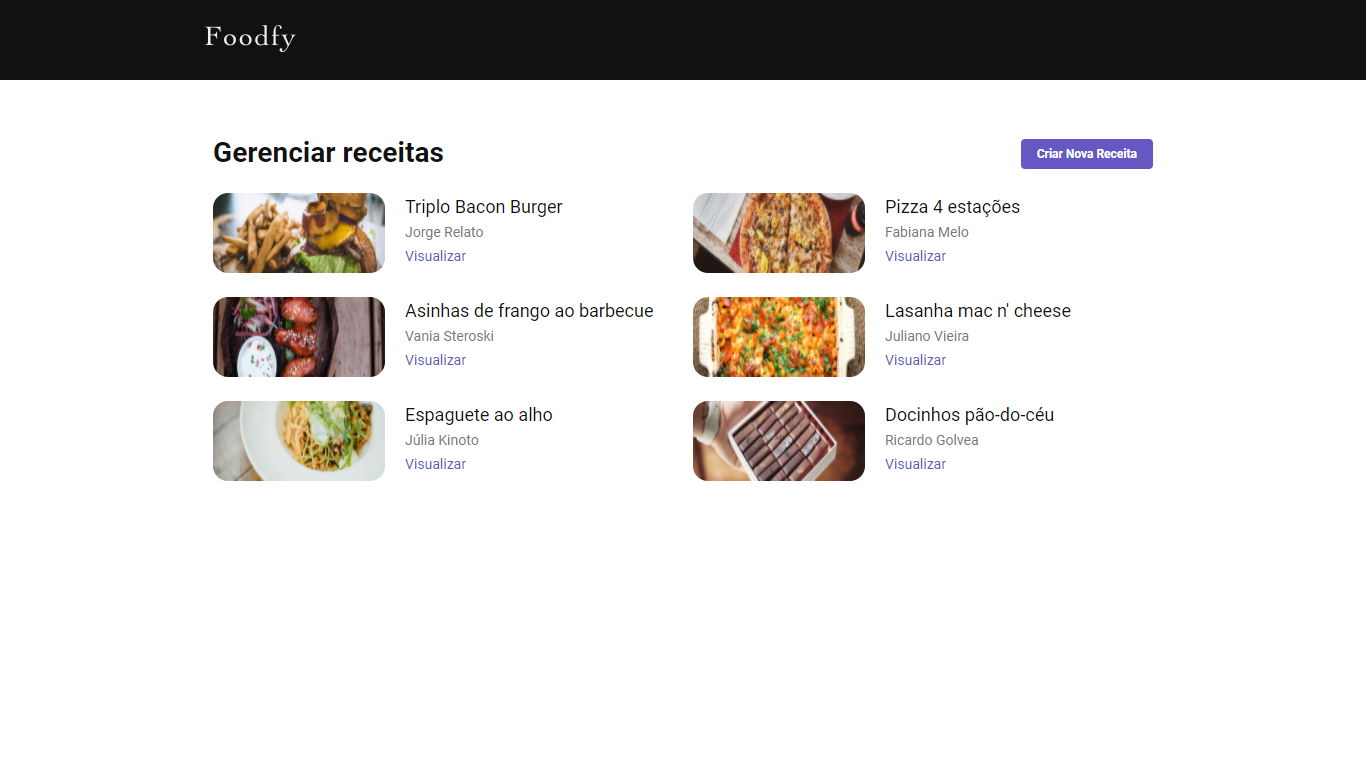 Foodfy
Gerenciar receitas
Criar Nova Receita
Triplo Bacon Burger
Jorge Relato
Visualizar
Pizza 4 estações
Fabiana Melo
Visualizar
Asinhas de frango ao barbecue
Vania Steroski
Visualizar
Lasanha mac n' cheese
Juliano Vieira
Visualizar
Espaguete ao alho
Júlia Kinoto
Visualizar
Docinhos pão-do-céu
Ricardo Golvea
Visualizar